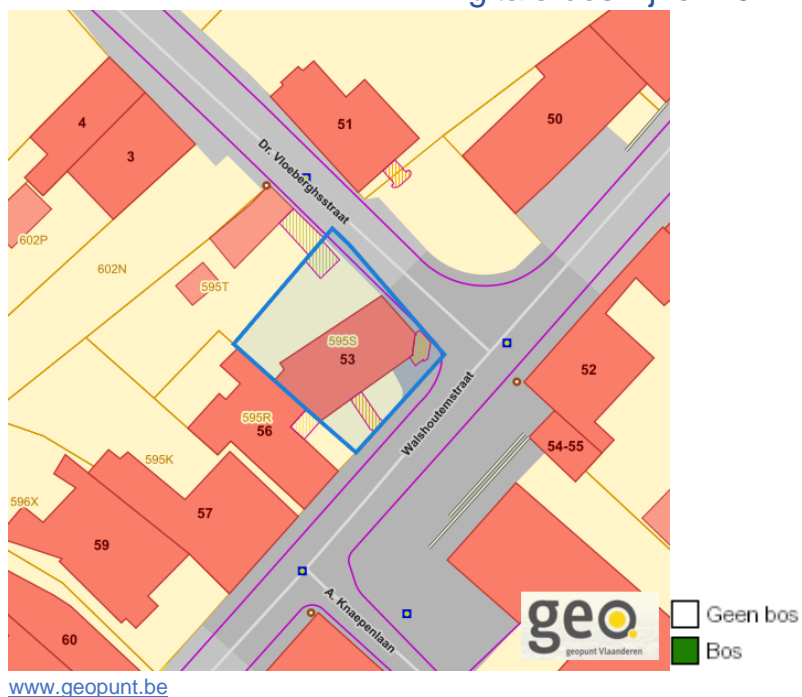 4
3
51
50
Dr. Vloeberghsstraat
602P
602N
595T
595S
53
52
Walshoutemstraat
595R
56
54-55
595K
596X
57
59
A. Knaepenlaan
60
geo
geopunt Vlaanderen
Geen bos
Bos
www.geopunt.be